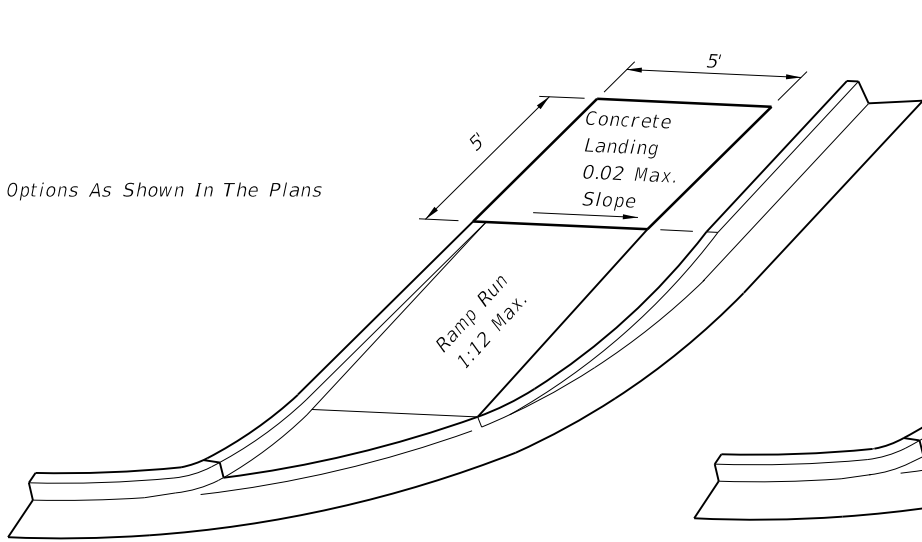 5'
5'
Concrete
Landing
0.02 Max.
Slope
Options As Shown In The Plans
Ramp Run
1:12 Max.